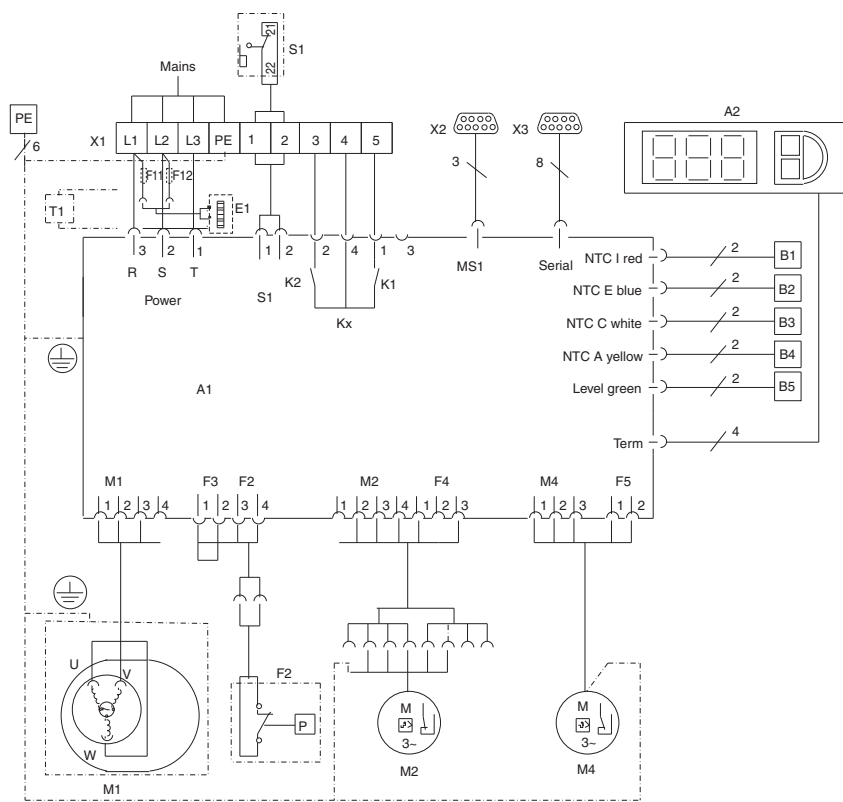 21
22
S1
Mains
PE
6
X1
L1
L2
L3
PE
1
2
3
4
5
X2
X3
A2
F11
F12
3
8
T1
E1
3
2
1
1
2
2
4
1
3
R
S
T
K2
K1
MS1
Serial
Power
S1
Kx
NTC I red
2
B1
NTC E blue
2
B2
NTC C white
2
B3
NTC A yellow
2
B4
A1
Level green
2
B5
Term
4
M1
F3
F2
M2
F4
M4
F5
1
2
3
4
1
2
3
4
1
2
3
4
1
2
3
1
2
3
1
2
U
V
F2
W
P
M
3~
M
3~
M1
M2
M4